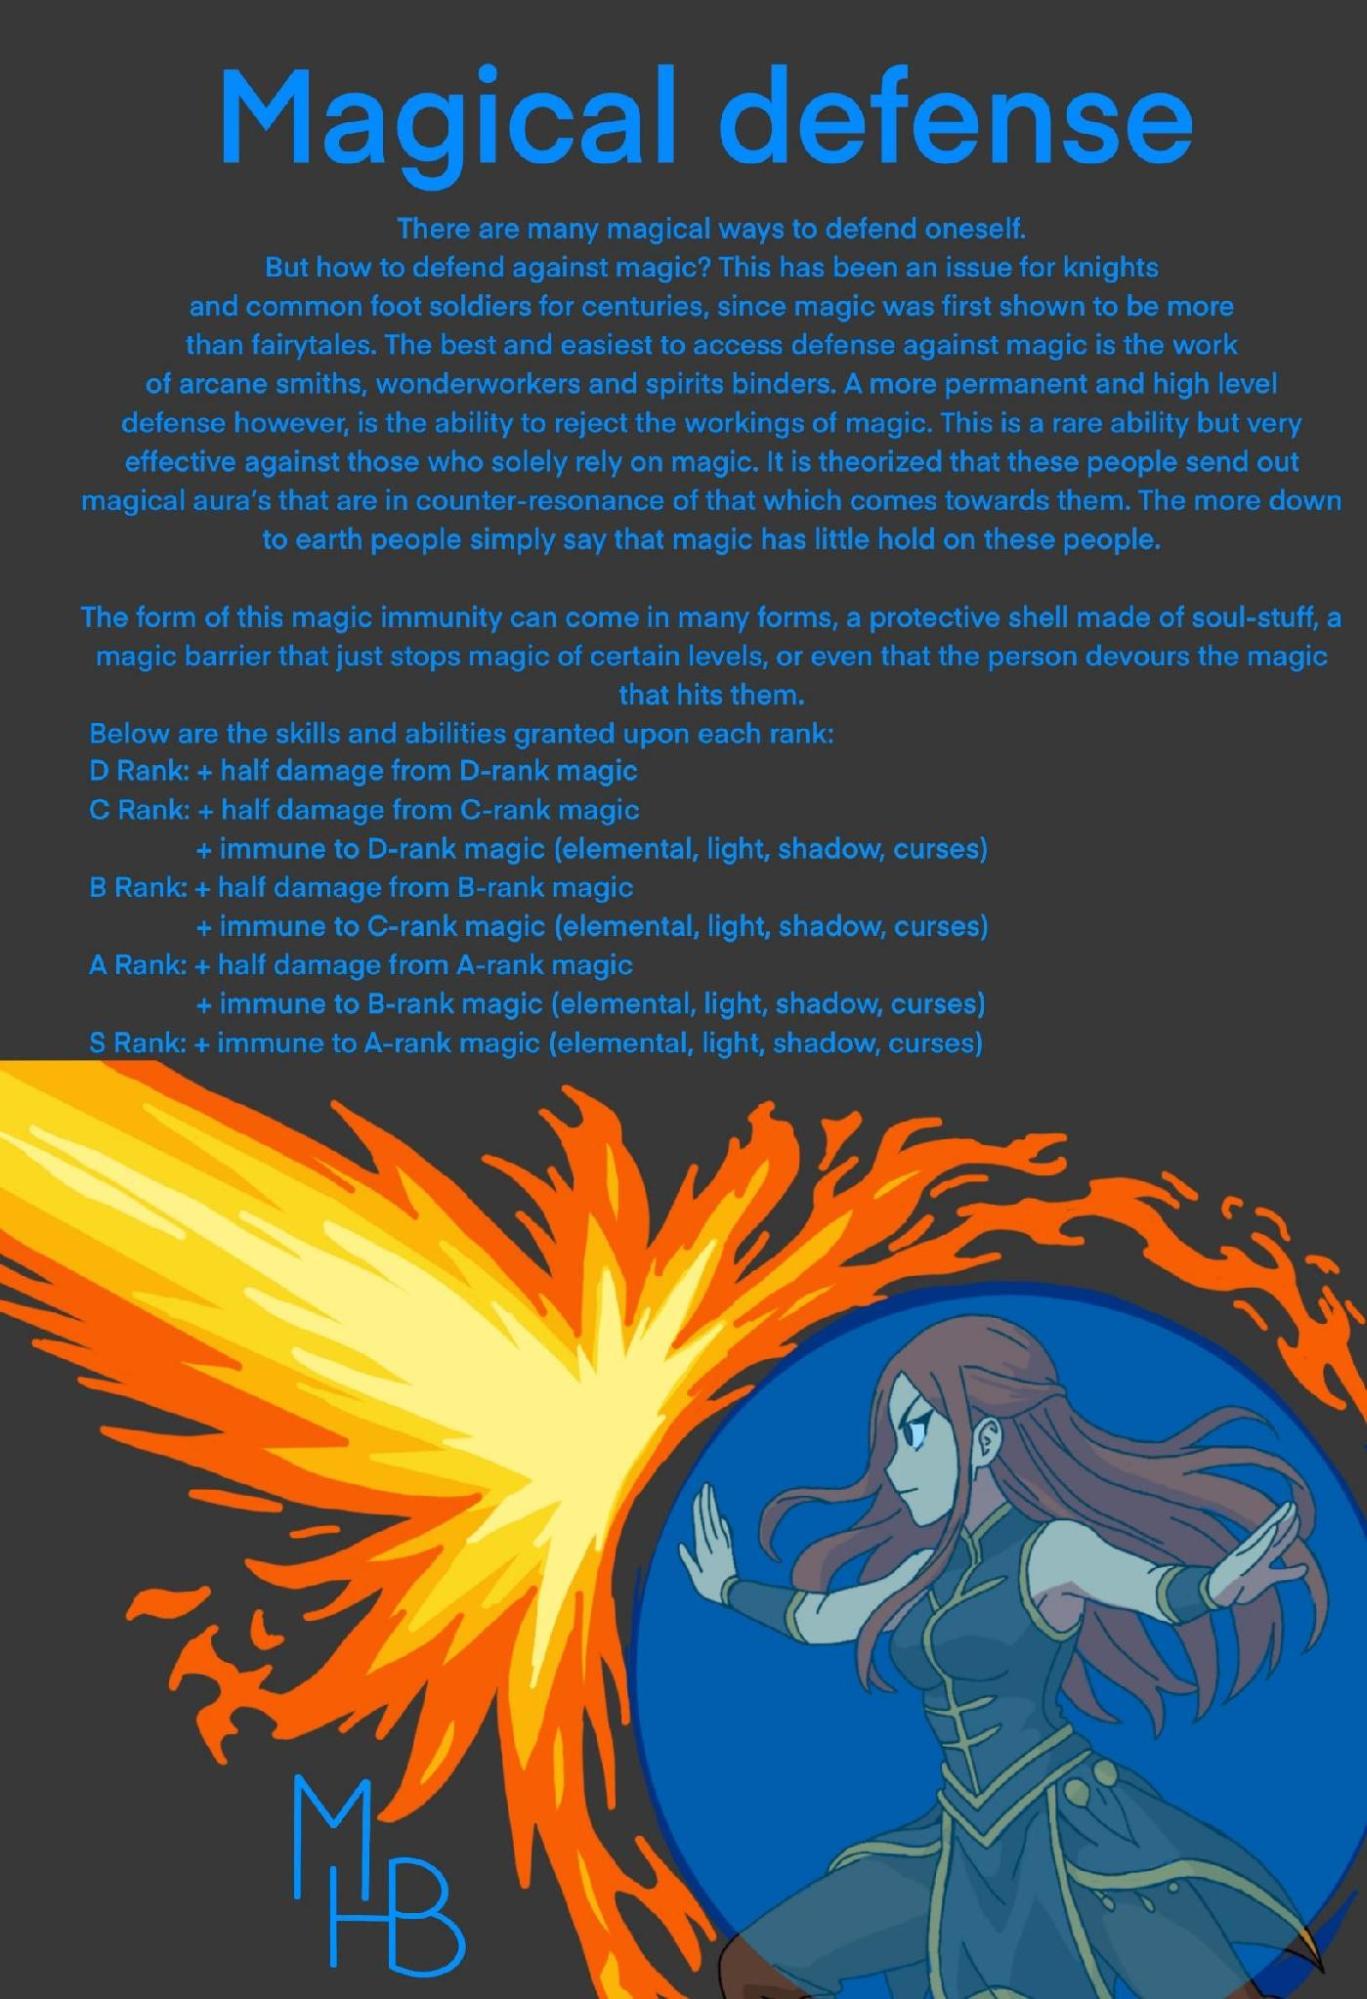 Magical defense
There are many magical ways to defend oneself.
But how to defend against magic? This has been an issue for knights
and common foot soldiers for centuries, since magic was first shown to be more
than fairytales. The best and easiest to access defense against magic is the work
of arcane smiths, wonderworkers and spirits binders. A more permanent and high level
defense however, is the ability to reject the workings of magic. This is a rare ability but very
effective against those who solely rely on magic. It is theorized that these people send out
magical aura's that are in counter-resonance of that which comes towards them. The more down
to earth people simply say that magic has little hold on these people.
The form of this magic immunity can come in many forms, a protective shell made of soul-stuff, a
magic barrier that just stops magic of certain levels, or even that the person devours the magic
that hits them.
Below are the skills and abilities granted upon each rank:
D Rank: + half damage from D-rank magic
C Rank: + half damage from C-rank magic
+ immune to D-rank magic (elemental, light, shadow, curses)
B Rank: + half damage from B-rank magic
+ immune to C-rank magic (elemental, light, shadow, curses)
A Rank: + half damage from A-rank magic
+ immune to B-rank magic (elemental, light, shadow, curses)
S Rank: + immune to A-rank magic (elemental, light, shadow, curses)
MHB